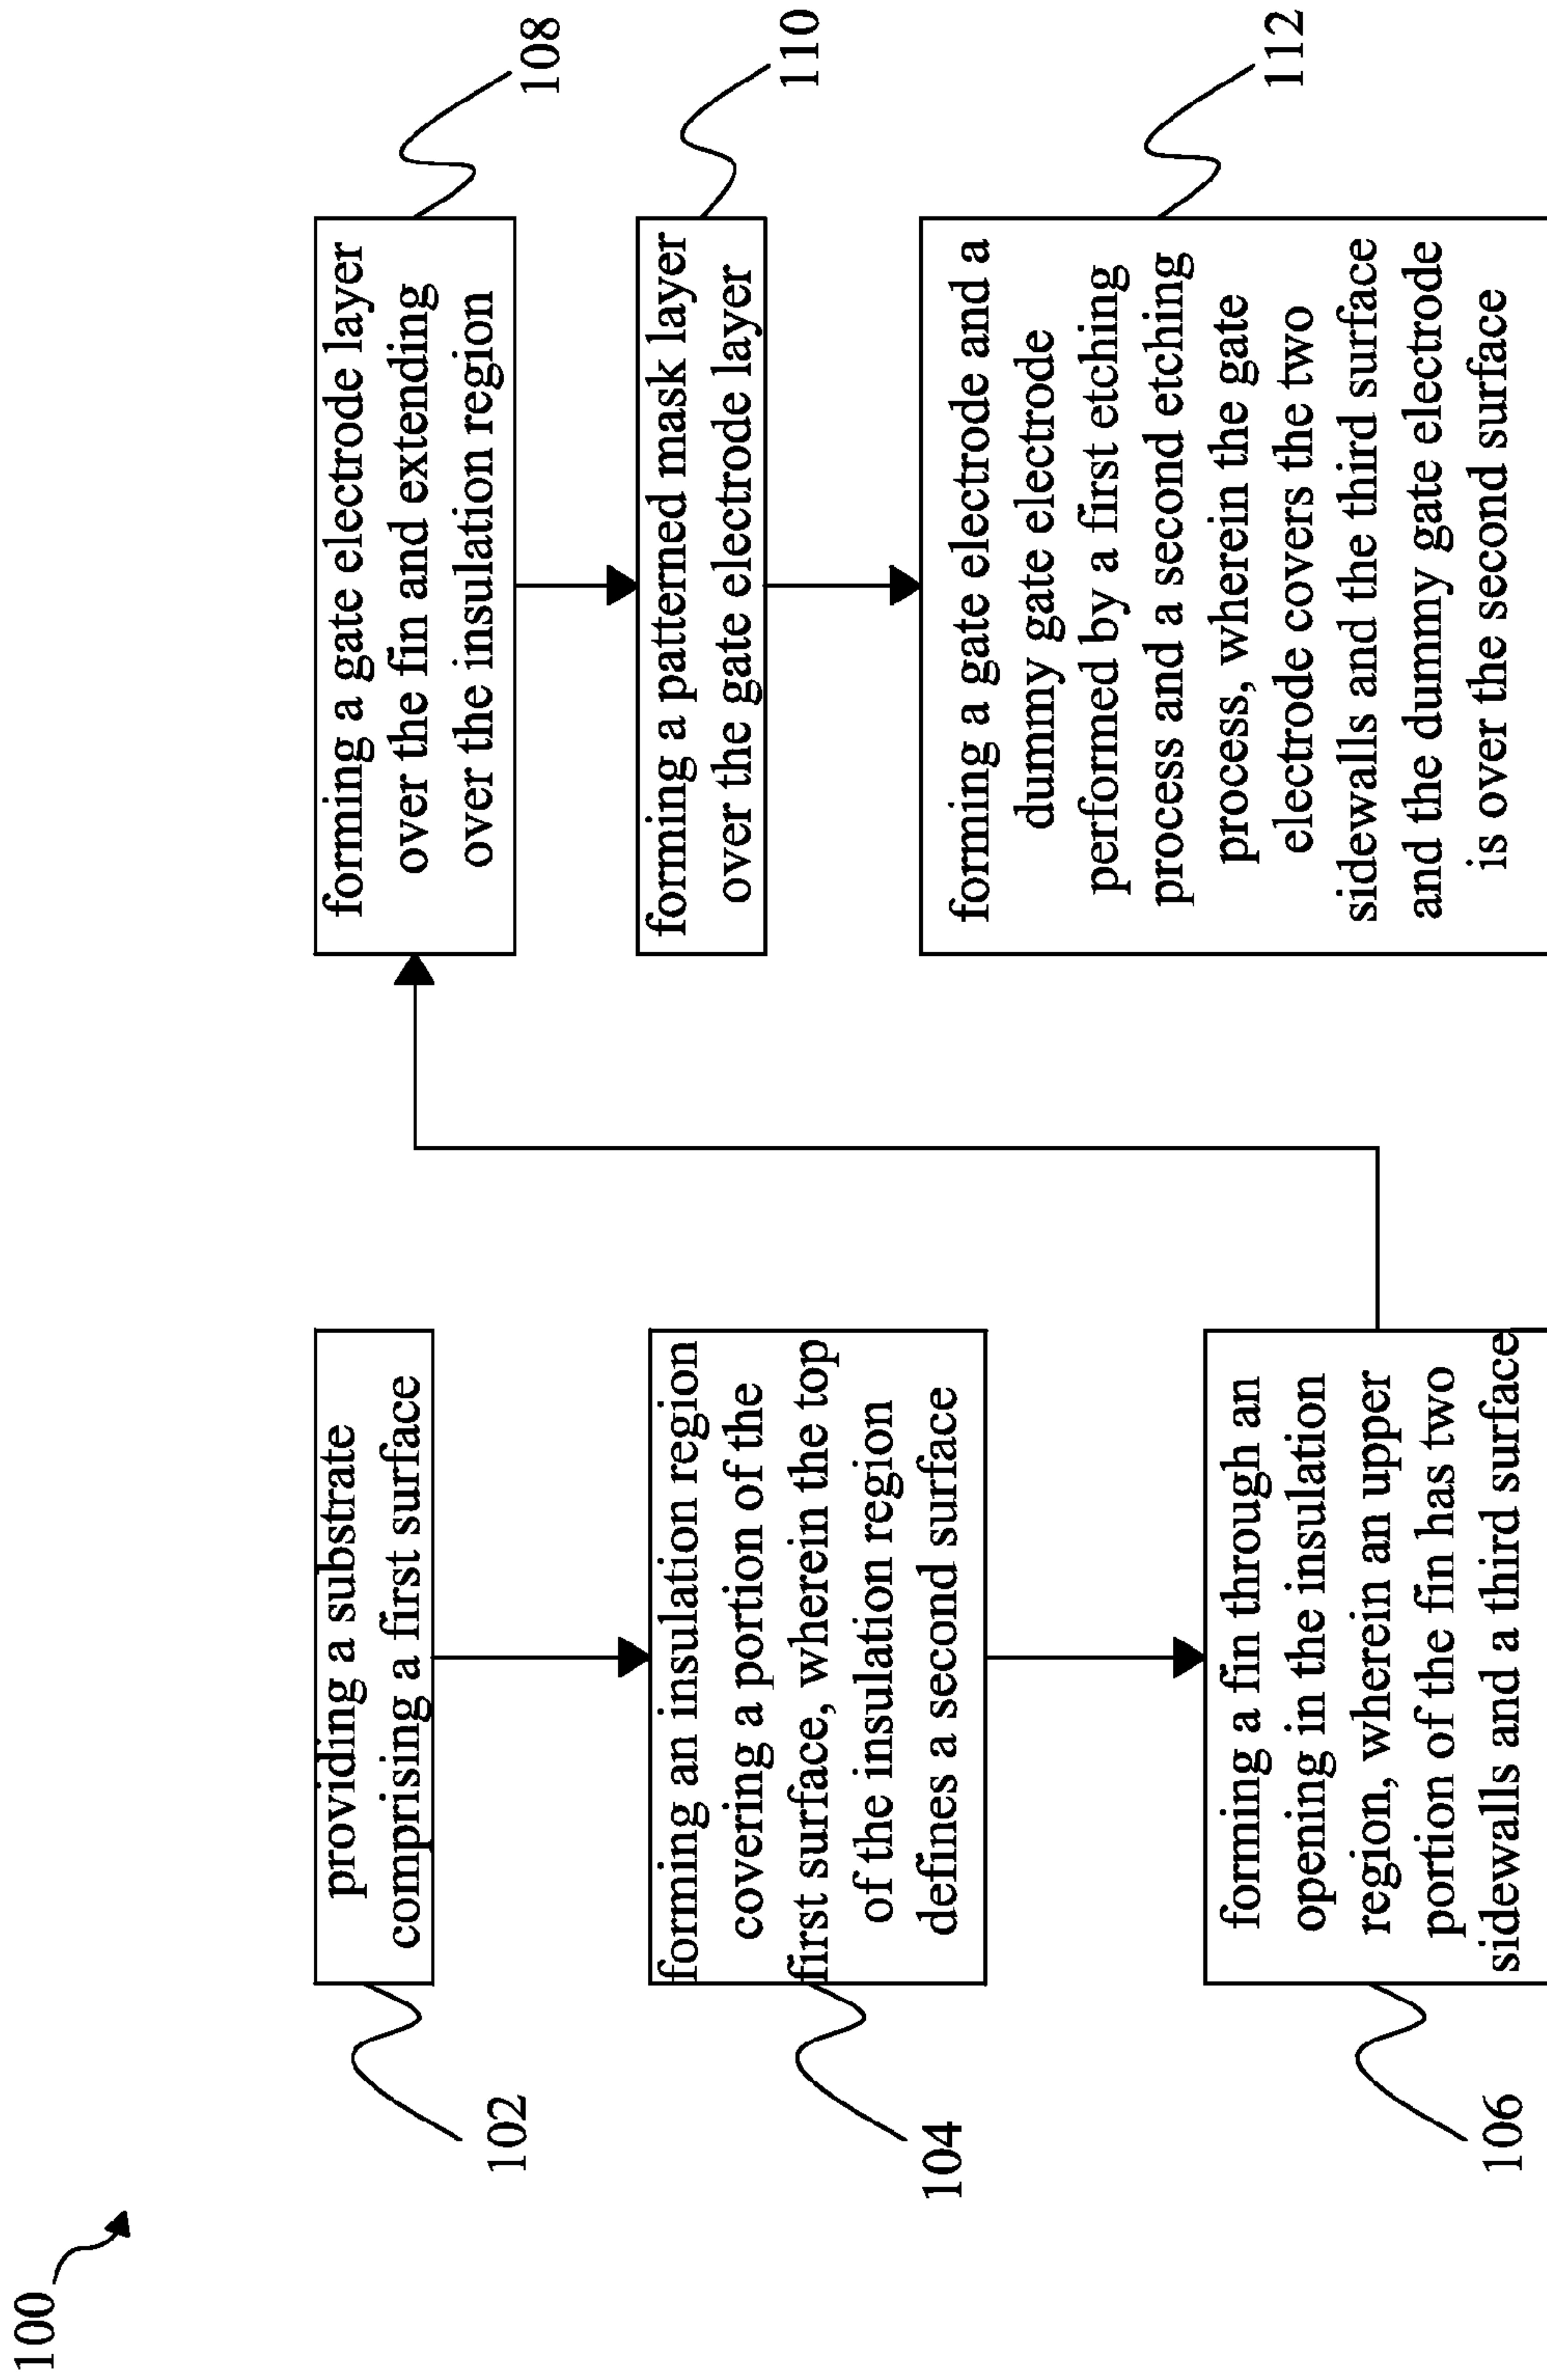 100
102
providing a substrate
comprising a first surface
104
forming an insulation region
covering a portion of the
first surface, wherein the top
of the insulation region
defines a second surface
106
forming a fin through an
opening in the insulation
region, wherein an upper
portion of the fin has two
sidewalls and a third surface
108
forming a gate electrode layer
over the fin and extending
over the insulation region
110
forming a patterned mask layer
over the gate electrode layer
112
forming a gate electrode and a
dummy gate electrode
performed by a first etching
process and a second etching
process, wherein the gate
electrode covers the two
sidewalls and the third surface
and the dummy gate electrode
is over the second surface